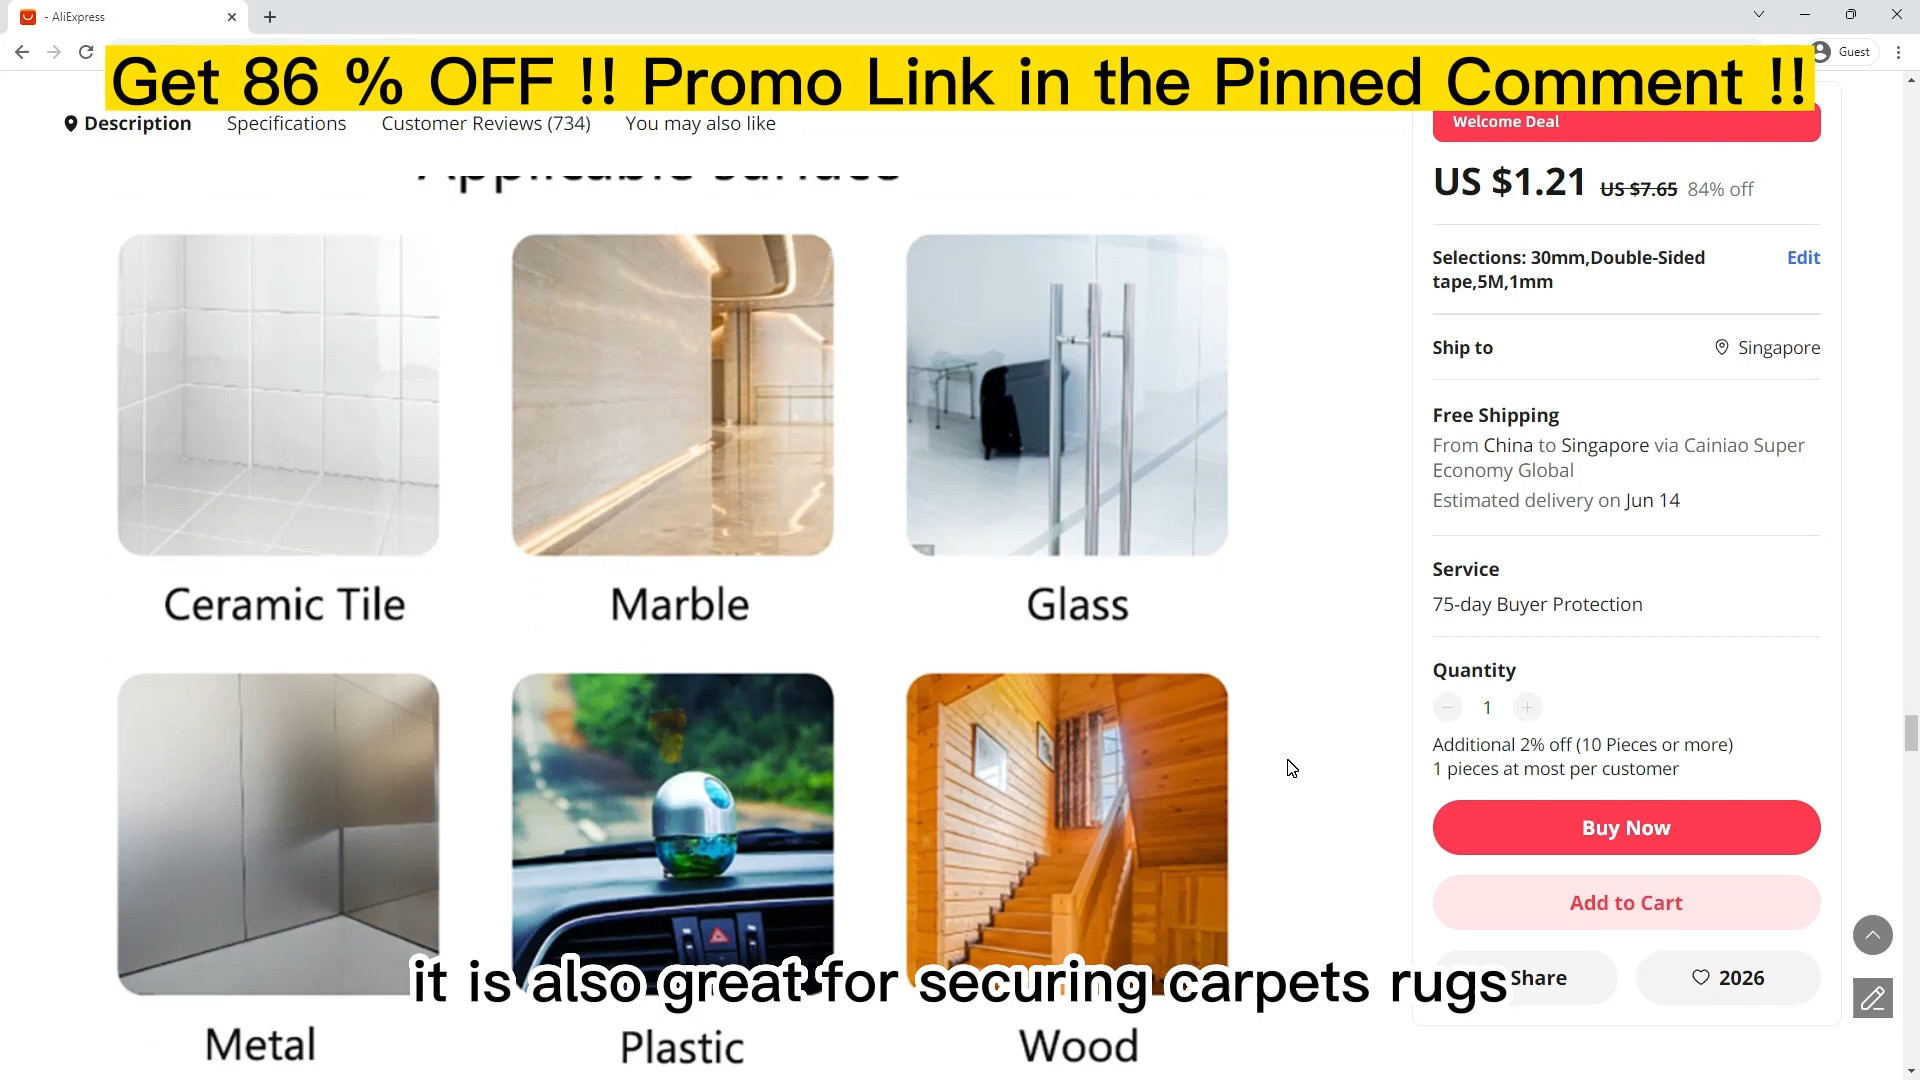 - AliExpress
Guest
Get 86 % OFF !! Promo Link in the Pinned Comment !!
Description
Specifications
Customer Reviews (734)
You may also like
Applicable Surface
Ceramic Tile
Marble
Glass
Metal
Plastic
Wood
it is also great for securing carpets rugs
Welcome Deal
US $1.21 US $7.65 84% off
Selections: 30mm,Double-Sided
tape,5M,1mm
Edit
Ship to
Singapore
Free Shipping
From China to Singapore via Cainiao Super
Economy Global
Estimated delivery on Jun 14
Service
75-day Buyer Protection
Quantity
1
Additional 2% off (10 Pieces or more)
1 pieces at most per customer
Buy Now
Add to Cart
Share
2026